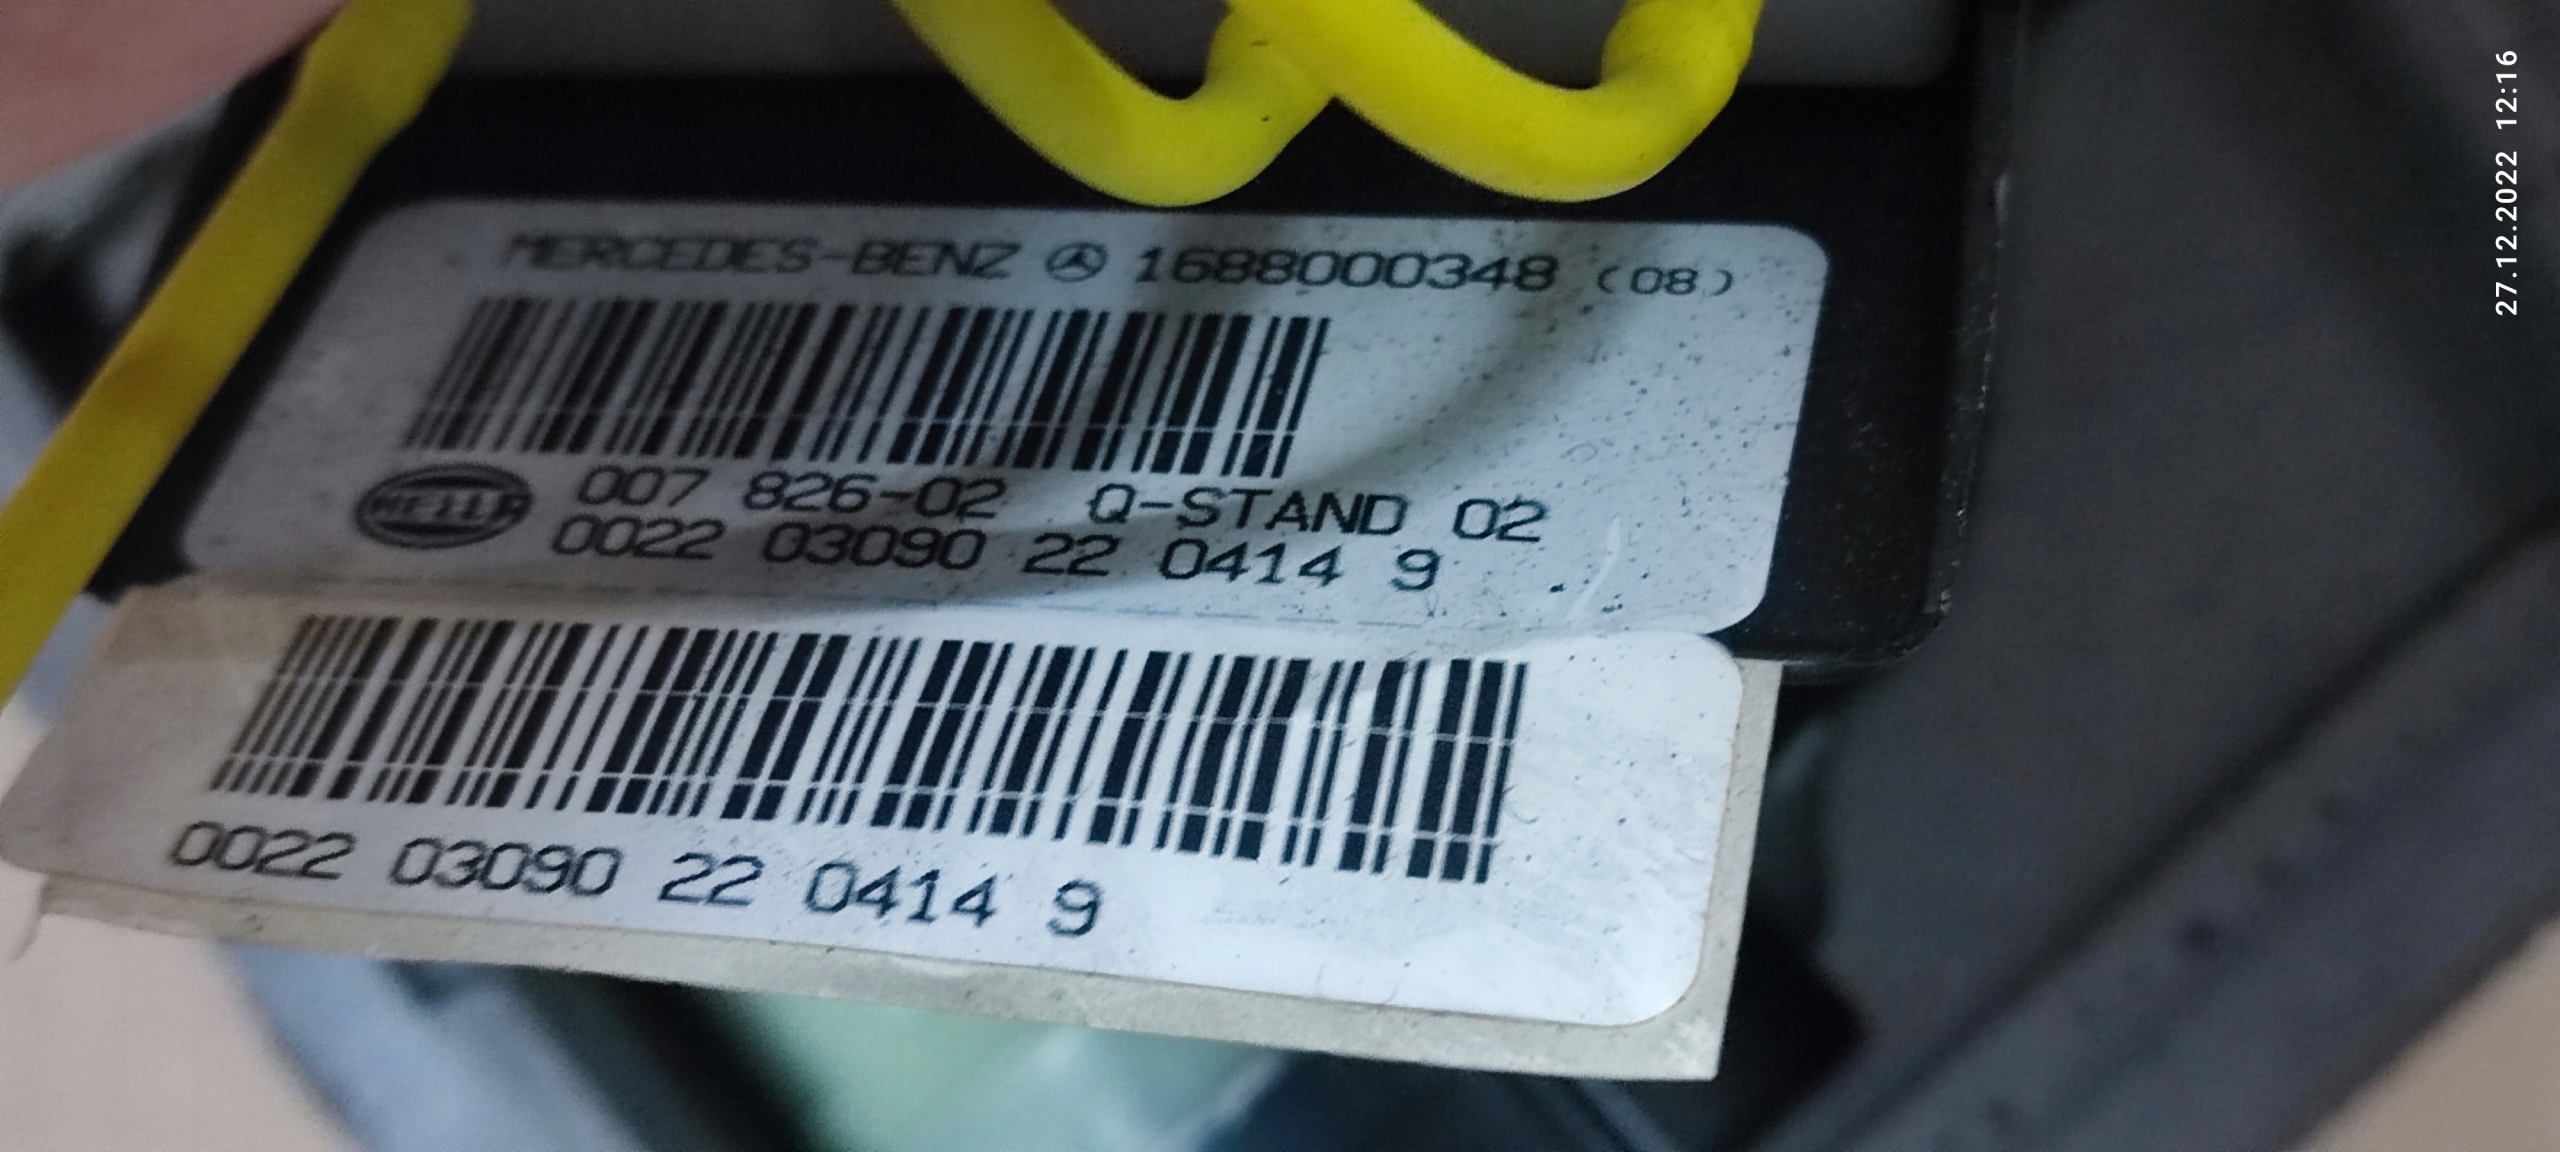 MERCEDES-BENZ 1688000348 (08)
HELLA 007 826-02 Q-STAND 02
0022 03090 22 0414 9
0022 03090 22 0414 9
27.12.2022 12:16